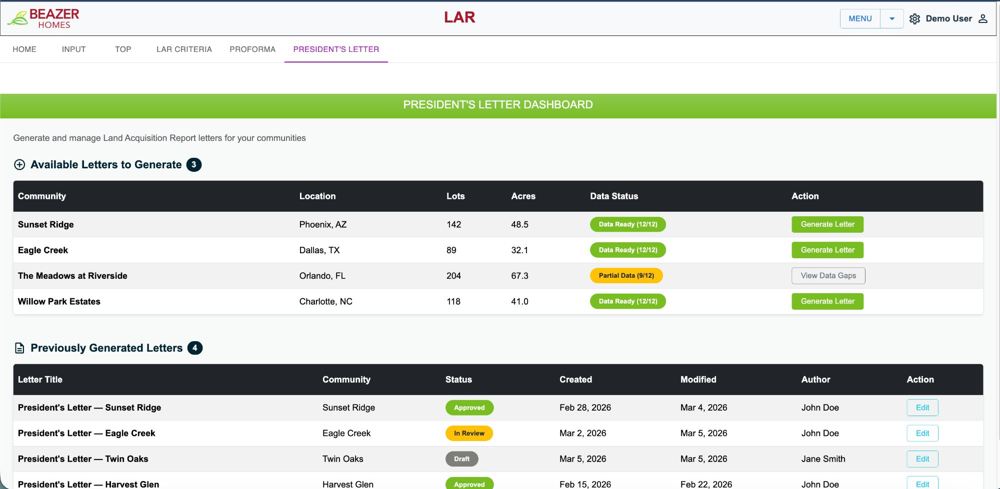 BEAZER
HOMES
LAR
MENU
Demo User
HOME INPUT TOP LAR CRITERIA PROFORMA PRESIDENT'S LETTER
PRESIDENT'S LETTER DASHBOARD
Generate and manage Land Acquisition Report letters for your communities
Available Letters to Generate 3
Community Location Lots Acres Data Status Action
Sunset Ridge Phoenix, AZ 142 48.5 Data Ready (12/12) Generate Letter
Eagle Creek Dallas, TX 89 32.1 Data Ready (12/12) Generate Letter
The Meadows at Riverside Orlando, FL 204 67.3 Partial Data (9/12) View Data Gaps
Willow Park Estates Charlotte, NC 118 41.0 Data Ready (12/12) Generate Letter
Previously Generated Letters 4
Letter Title Community Status Created Modified Author Action
President's Letter — Sunset Ridge Sunset Ridge Approved Feb 28, 2026 Mar 4, 2026 John Doe Edit
President's Letter — Eagle Creek Eagle Creek In Review Mar 2, 2026 Mar 5, 2026 John Doe Edit
President's Letter — Twin Oaks Twin Oaks Draft Mar 5, 2026 Mar 5, 2026 Jane Smith Edit
President's Letter — Harvest Glen Harvest Glen Approved Feb 15, 2026 Feb 22, 2026 John Doe Edit